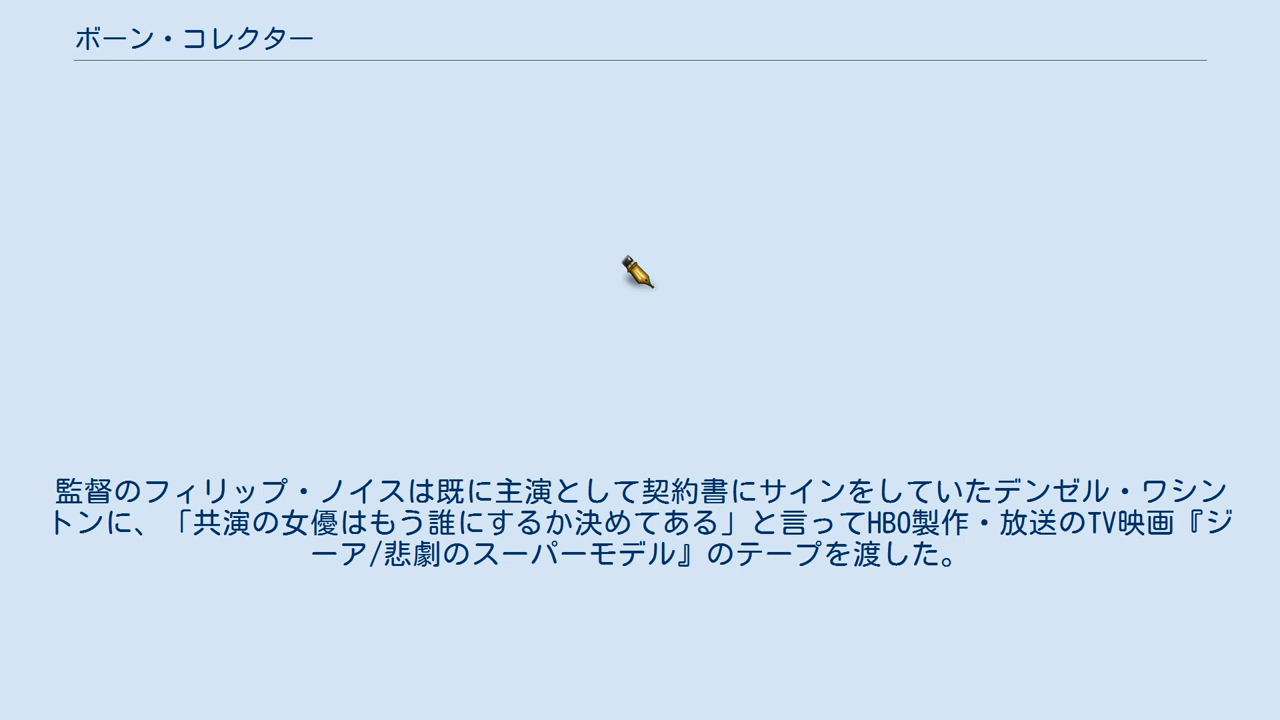 ボーン・コレクター
監督のフィリップ・ノイスは既に主演として契約書にサインをしていたデンゼル・ワシン
トンに、「共演の女優はもう誰にするか決めてある」と言ってHBO製作・放送のTV映画『ジ
ーア/悲劇のスーパーモデル』のテープを渡した。